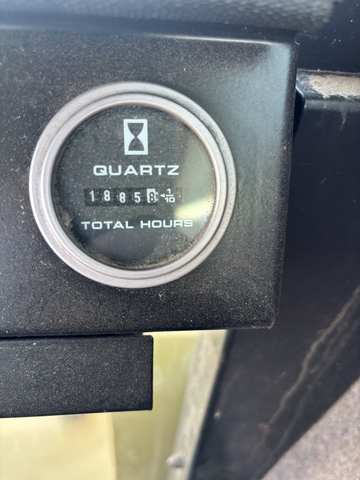 QUARTZ
18858 1/10
TOTAL HOURS